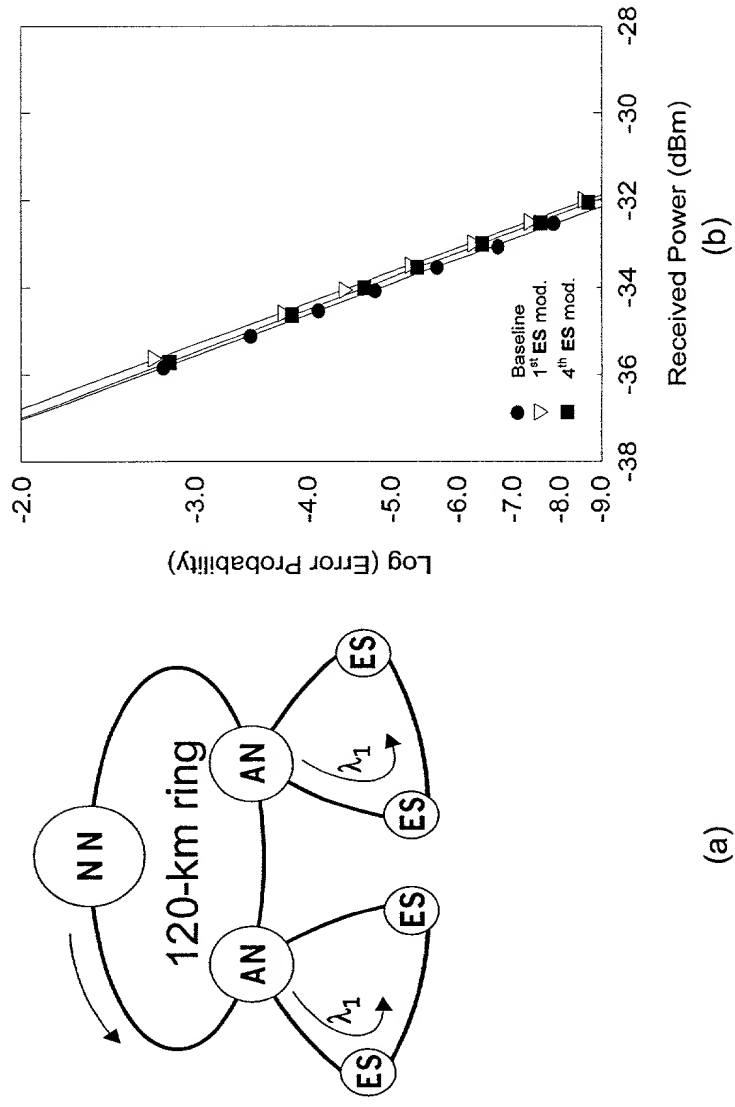 NN
120-km ring
AN
AN
λ1
λ1
ES
ES
ES
ES
(a)
Log (Error Probability)
-2.0
-3.0
-4.0
-5.0
-6.0
-7.0
-8.0
-9.0
Baseline
1st ES mod.
4th ES mod.
-38
-36
-34
-32
-30
-28
Received Power (dBm)
(b)